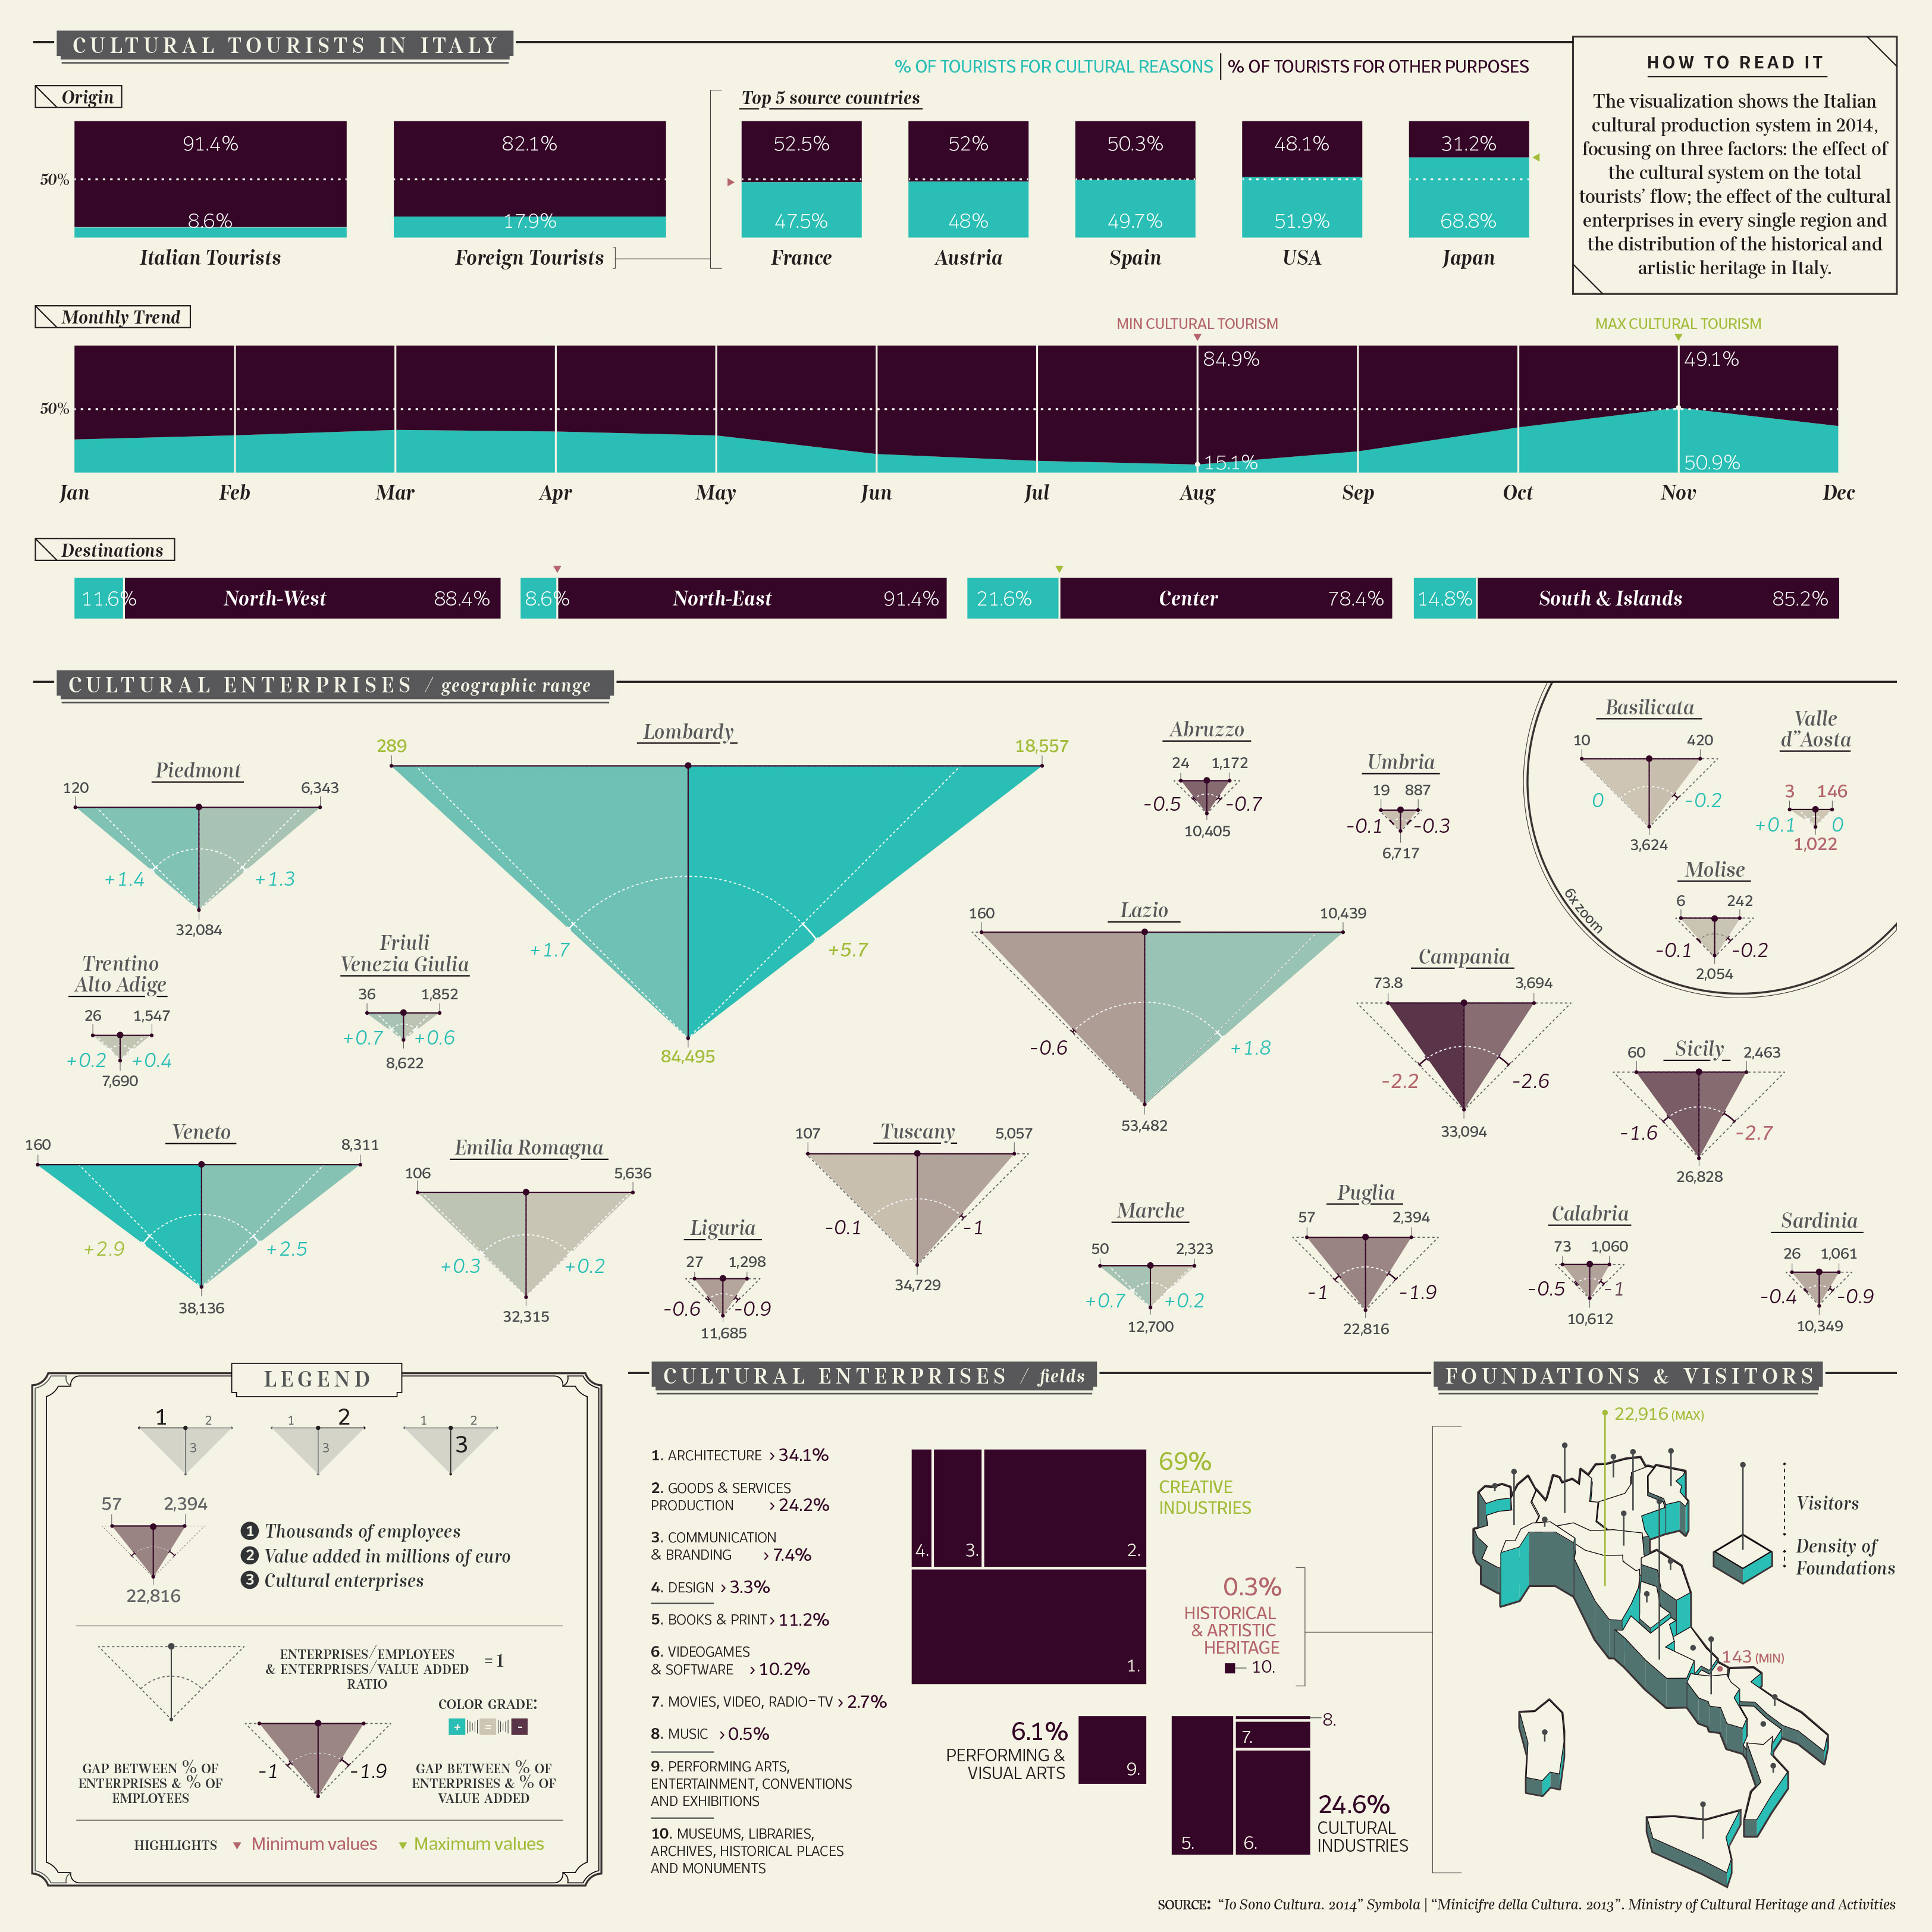 CULTURAL TOURISTS IN ITALY
% OF TOURISTS FOR CULTURAL REASONS | % OF TOURISTS FOR OTHER PURPOSES
HOW TO READ IT
The visualization shows the Italian
cultural production system in 2014,
focusing on three factors: the effect of
the cultural system on the total
tourists' flow; the effect of the cultural
enterprises in every single region and
the distribution of the historical and
artistic heritage in Italy.
Origin
Top 5 source countries
91.4%
82.1%
52.5%
52%
50.3%
48.1%
31.2%
50%
8.6%
17.9%
47.5%
48%
49.7%
51.9%
68.8%
Italian Tourists
Foreign Tourists
France
Austria
Spain
USA
Japan
Monthly Trend
MIN CULTURAL TOURISM
MAX CULTURAL TOURISM
84.9%
49.1%
50%
15.1%
50.9%
Jan
Feb
Mar
Apr
May
Jun
Jul
Aug
Sep
Oct
Nov
Dec
Destinations
11.6%
North-West
88.4%
8.6%
North-East
91.4%
21.6%
Center
78.4%
14.8%
South & Islands
85.2%
CULTURAL ENTERPRISES / geographic range
Piedmont
120
6,343
+1.4
+1.3
32,084
Lombardy
289
18,557
+1.7
+5.7
84,495
Abruzzo
24
1,172
-0.5
-0.7
10,405
Umbria
19
887
-0.1
-0.3
6,717
Basilicata
10
420
0
-0.2
3,624
Valle
d"Aosta
3
146
+0.1
0
1,022
Molise
6
242
-0.1
-0.2
2,054
6x zoom
Trentino
Alto Adige
26
1,547
+0.2
+0.4
7,690
Friuli
Venezia Giulia
36
1,852
+0.7
+0.6
8,622
Lazio
160
10,439
-0.6
+1.8
53,482
Campania
73.8
3,694
-2.2
-2.6
33,094
Sicily
60
2,463
-1.6
-2.7
26,828
Veneto
160
8,311
+2.9
+2.5
38,136
Emilia Romagna
106
5,636
+0.3
+0.2
32,315
Liguria
27
1,298
-0.6
-0.9
11,685
Tuscany
107
5,057
-0.1
-1
34,729
Marche
50
2,323
+0.7
+0.2
12,700
Puglia
57
2,394
-1
-1.9
22,816
Calabria
73
1,060
-0.5
-1
10,612
Sardinia
26
1,061
-0.4
-0.9
10,349
LEGEND
1
2
3
1
2
3
1
2
3
57
2,394
22,816
1 Thousands of employees
2 Value added in millions of euro
3 Cultural enterprises
ENTERPRISES/EMPLOYEES
& ENTERPRISES/VALUE ADDED = 1
RATIO
COLOR GRADE:
+ = -
GAP BETWEEN % OF
ENTERPRISES & % OF
EMPLOYEES
-1
-1.9
GAP BETWEEN % OF
ENTERPRISES & % OF
VALUE ADDED
HIGHLIGHTS
Minimum values
Maximum values
CULTURAL ENTERPRISES / fields
1. ARCHITECTURE › 34.1%
2. GOODS & SERVICES
PRODUCTION › 24.2%
3. COMMUNICATION
& BRANDING › 7.4%
4. DESIGN › 3.3%
5. BOOKS & PRINT › 11.2%
6. VIDEOGAMES
& SOFTWARE › 10.2%
7. MOVIES, VIDEO, RADIO-TV › 2.7%
8. MUSIC › 0.5%
9. PERFORMING ARTS,
ENTERTAINMENT, CONVENTIONS
AND EXHIBITIONS
10. MUSEUMS, LIBRARIES,
ARCHIVES, HISTORICAL PLACES
AND MONUMENTS
4.
3.
2.
1.
69%
CREATIVE
INDUSTRIES
0.3%
HISTORICAL
& ARTISTIC
HERITAGE
10.
6.1%
PERFORMING &
VISUAL ARTS
9.
8.
7.
5.
6.
24.6%
CULTURAL
INDUSTRIES
FOUNDATIONS & VISITORS
22,916 (MAX)
Visitors
Density of
Foundations
143 (MIN)
SOURCE: "Io Sono Cultura. 2014" Symbola | "Minicifre della Cultura. 2013". Ministry of Cultural Heritage and Activities